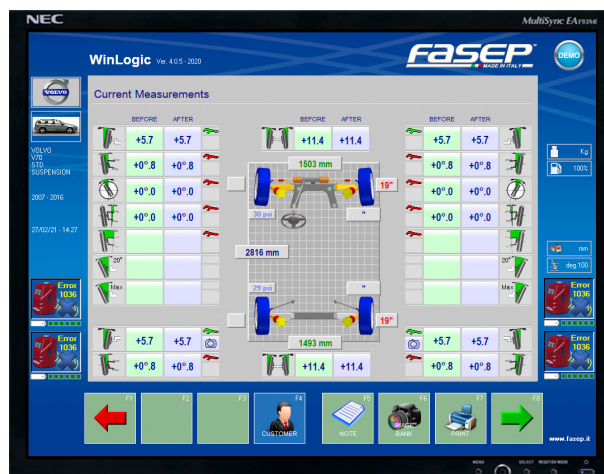 NEC
MultiSync EA193Mi
WinLogic Ver. 4.0.5 - 2020
FASEP
MADE IN ITALY
DEMO
VOLVO
Current Measurements
BEFORE AFTER
BEFORE AFTER
BEFORE AFTER
+5.7 +5.7
+11.4 +11.4
+5.7 +5.7
VOLVO
V70
STD
SUSPENSION
+0°.8 +0°.8
1503 mm
+0°.8 +0°.8
Kg
100%
+0°.0 +0°.0
19"
+0°.0 +0°.0
2007 - 2016
+0°.0 +0°.0
30 psi
"
+0°.0 +0°.0
27/02/21 - 14:27
2816 mm
mm
20°
20°
deg.100
Max
29 psi
"
Max
Error
1036
Error
1036
19"
+5.7 +5.7
1493 mm
+5.7 +5.7
Error
1036
Error
1036
+0°.8 +0°.8
+11.4 +11.4
+0°.8 +0°.8
F1
F2
F3
F4
CUSTOMER
F5
NOTE
F6
IMAGE
BANK
F7
PRINT
F8
www.fasep.it
MENU
SELECT
RESET/DV MODE